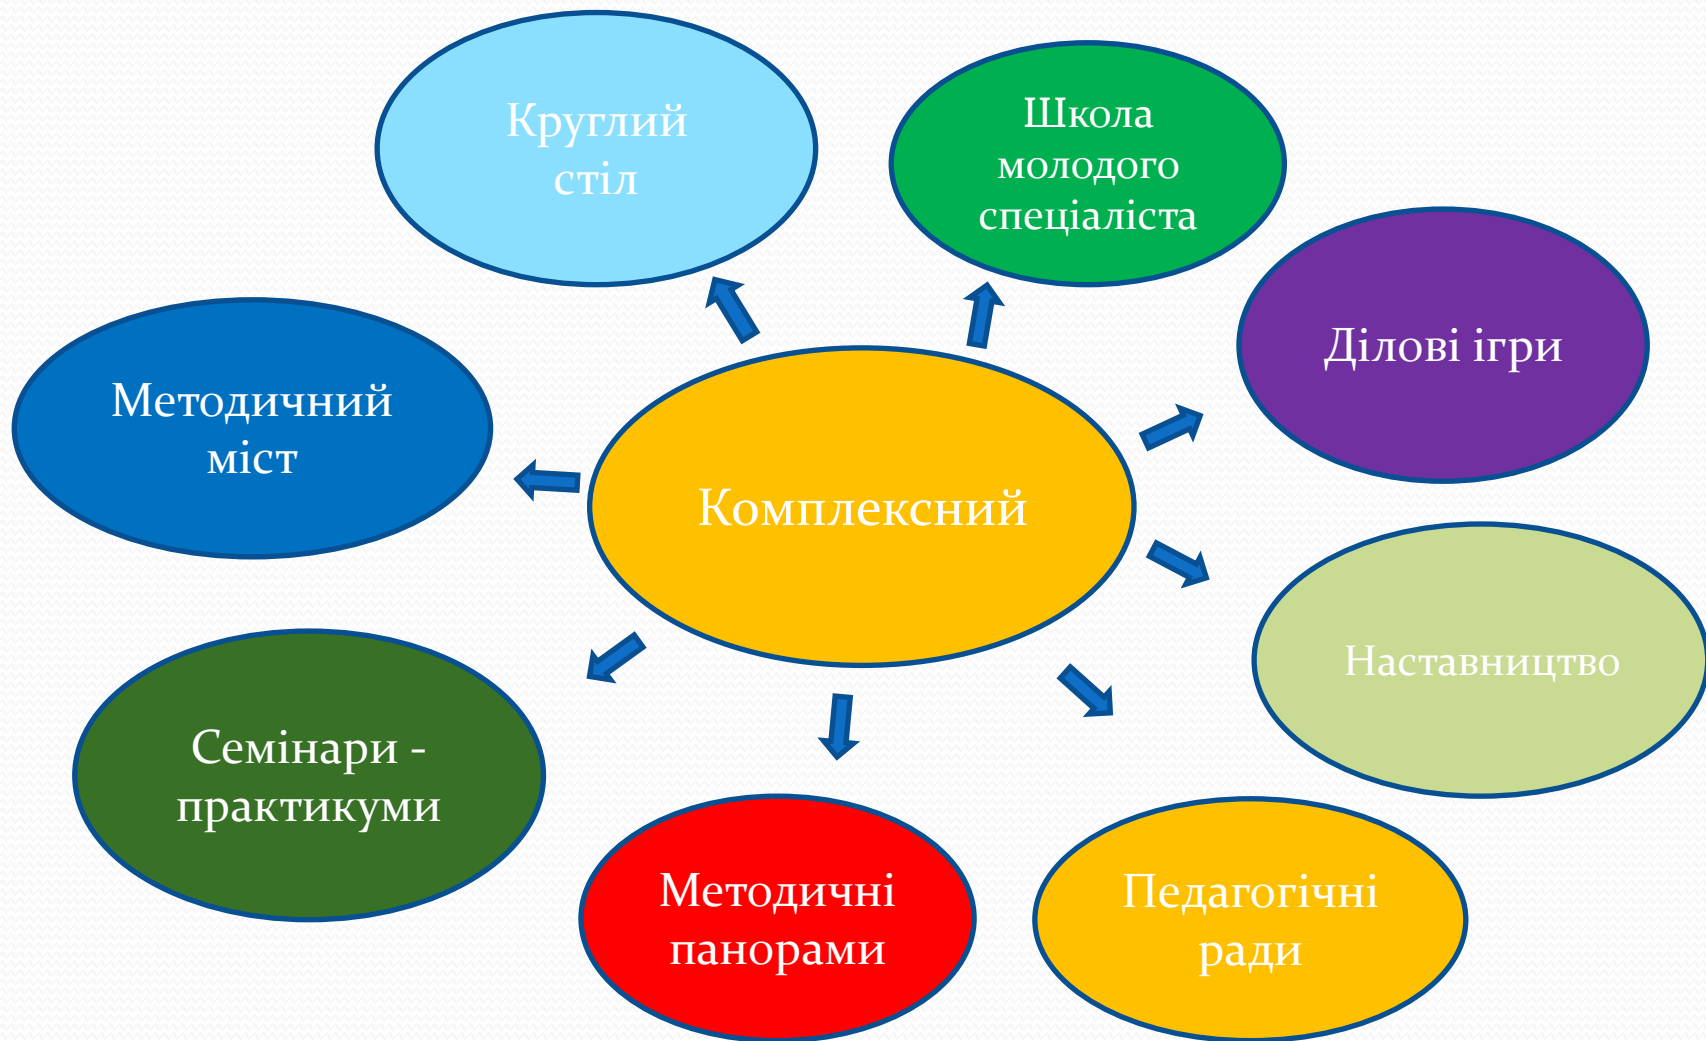 Круглий
стіл
Школа
молодого
спеціаліста
Ділові ігри
Методичний
міст
Комплексний
Наставництво
Семінари -
практикуми
Методичні
панорами
Педагогічні
ради